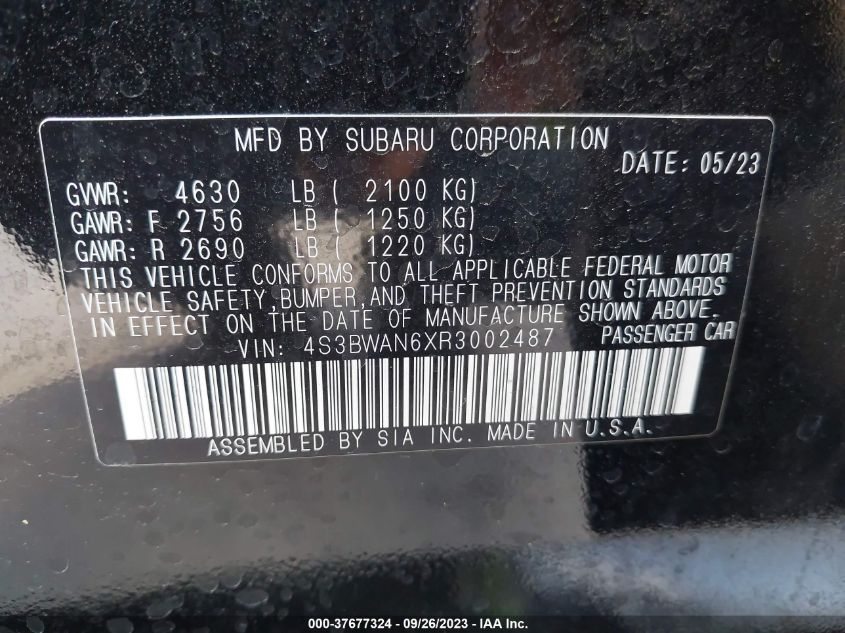 MFD BY SUBARU CORPORATION
DATE: 05/23
GVWR: 4630 LB ( 2100 KG)
GAWR: F 2756 LB ( 1250 KG)
GAWR: R 2690 LB ( 1220 KG)
THIS VEHICLE CONFORMS TO ALL APPLICABLE FEDERAL MOTOR
VEHICLE SAFETY,BUMPER,AND THEFT PREVENTION STANDARDS
IN EFFECT ON THE DATE OF MANUFACTURE SHOWN ABOVE.
VIN: 4S3BWAN6XR3002487 PASSENGER CAR
ASSEMBLED BY SIA INC. MADE IN U.S.A.
000-37677324 - 09/26/2023 - IAA Inc.